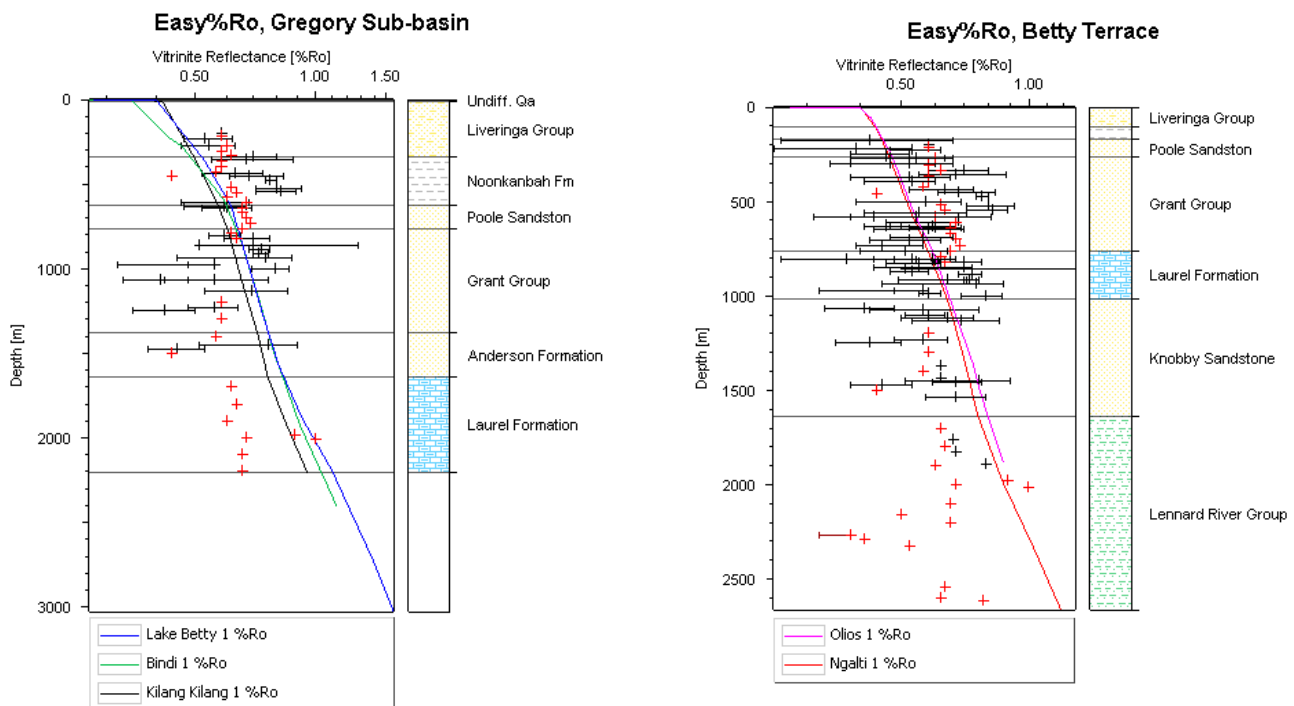 Easy%Ro, Gregory Sub-basin
Vitrinite Reflectance [%Ro]
0.50 1.00 1.50
0
1000
2000
3000
Depth [m]
Undiff. Qa
Liveringa Group
Noonkanbah Fm
Poole Sandston
Grant Group
Anderson Formation
Laurel Formation
Lake Betty 1 %Ro
Bindi 1 %Ro
Kilang Kilang 1 %Ro
Easy%Ro, Betty Terrace
Vitrinite Reflectance [%Ro]
0.50 1.00
0
500
1000
1500
2000
2500
Depth [m]
Liveringa Group
Poole Sandston
Grant Group
Laurel Formation
Knobby Sandstone
Lennard River Group
Olios 1 %Ro
Ngalti 1 %Ro